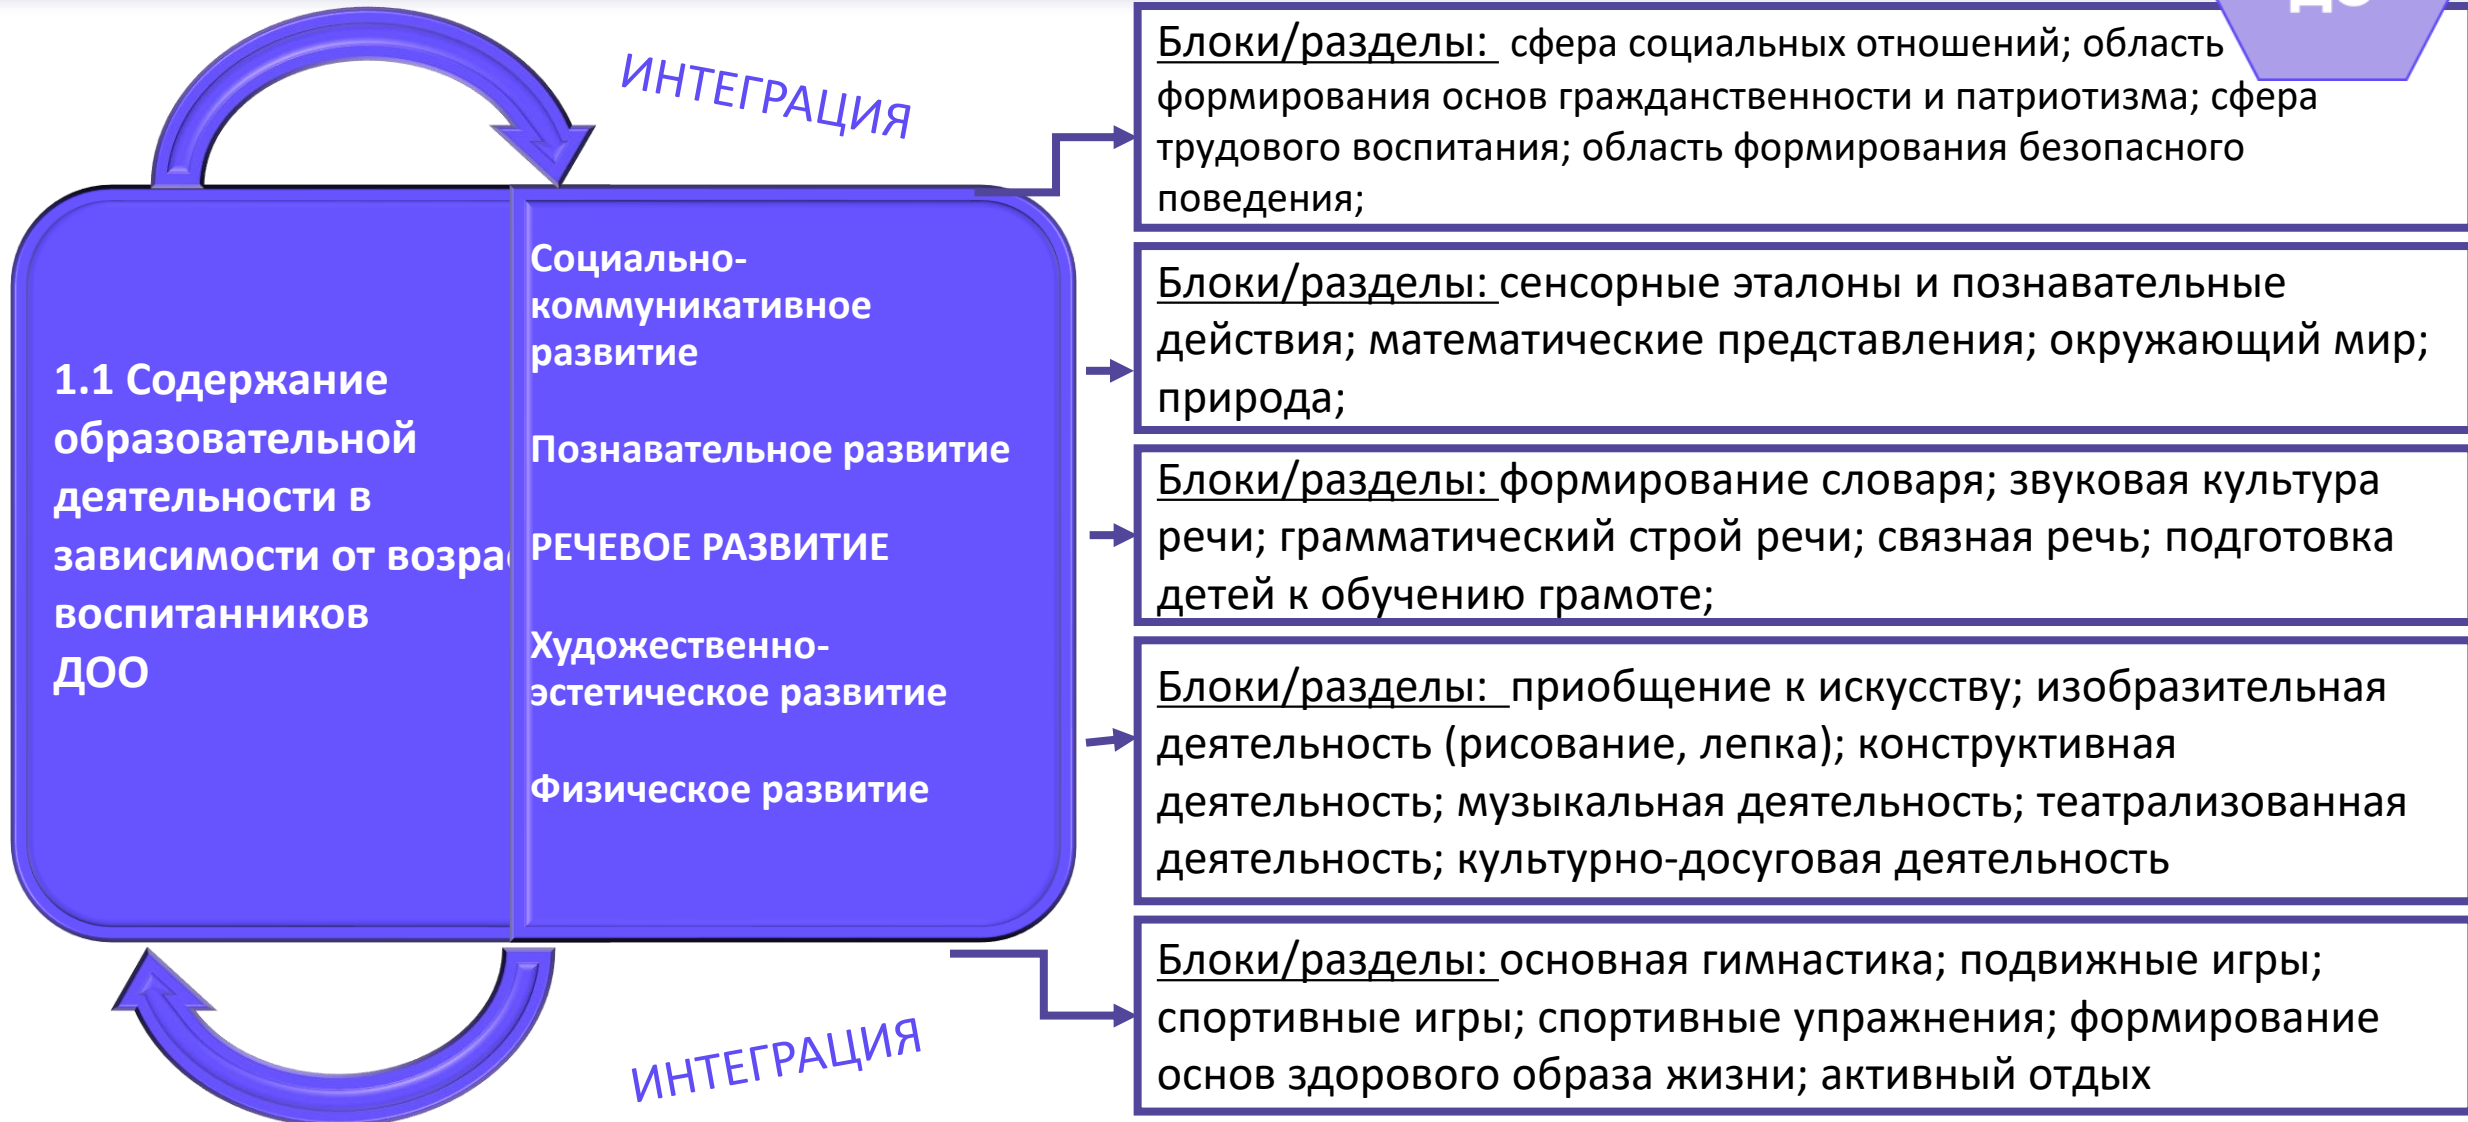 ДО
ИНТЕГРАЦИЯ
1.1 Содержание
образовательной
деятельности в
зависимости от
воспитанников
ДОО
Социально-
коммуникативное
развитие
Познавательное развитие
РЕЧЕВОЕ РАЗВИТИЕ
Художественно-
эстетическое развитие
Физическое развитие
Блоки/разделы: сфера социальных отношений; область
формирования основ гражданственности и патриотизма; сфера
трудового воспитания; область формирования безопасного
поведения;
Блоки/разделы: сенсорные эталоны и познавательные
действия; математические представления; окружающий мир;
природа;
Блоки/разделы: формирование словаря; звуковая культура
речи; грамматический строй речи; связная речь; подготовка
детей к обучению грамоте;
Блоки/разделы: приобщение к искусству; изобразительная
деятельность (рисование, лепка); конструктивная
деятельность; музыкальная деятельность; театрализованная
деятельность; культурно-досуговая деятельность
Блоки/разделы: основная гимнастика; подвижные игры;
спортивные игры; спортивные упражнения; формирование
основ здорового образа жизни; активный отдых
ИНТЕГРАЦИЯ